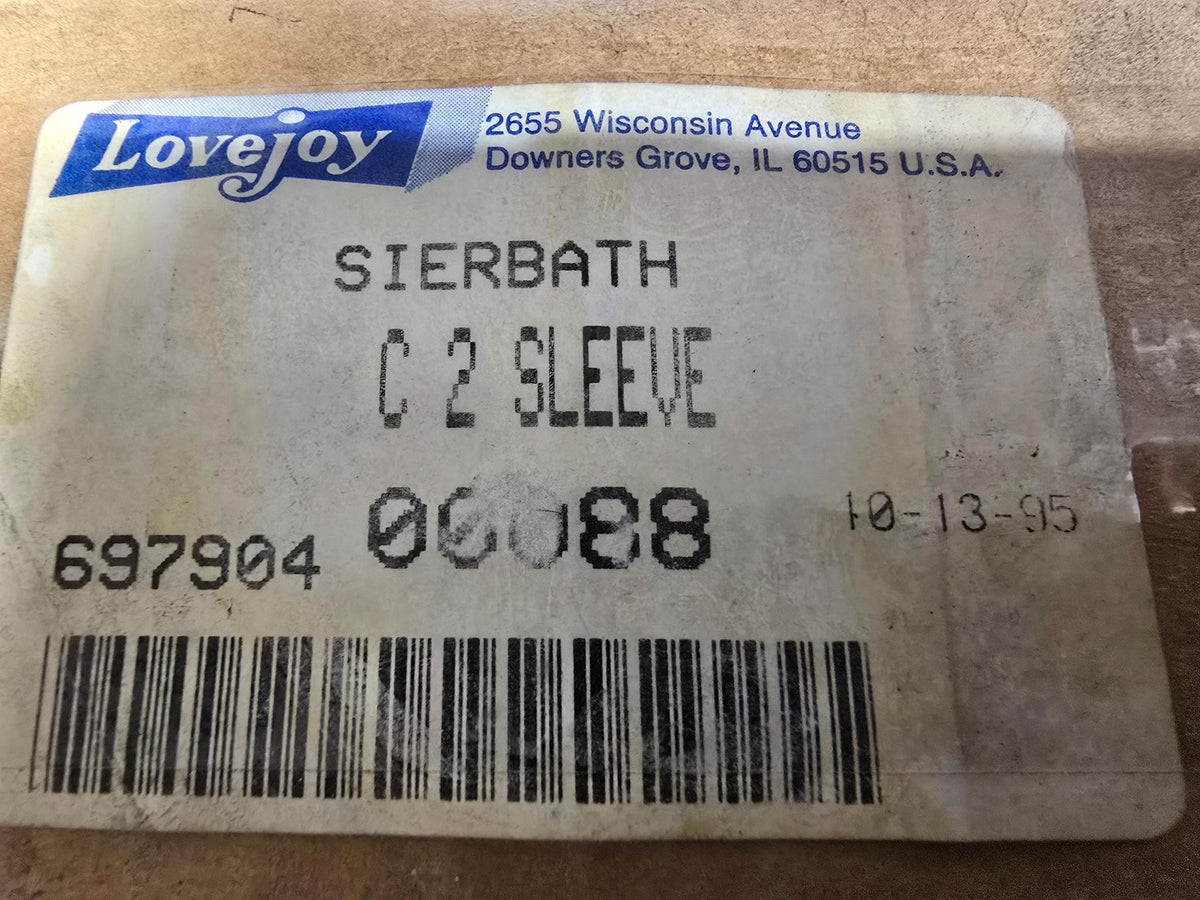 Lovejoy
2655 Wisconsin Avenue
Downers Grove, IL 60515 U.S.A.
SIERBATH
C 2 SLEEVE
10-13-95
697904